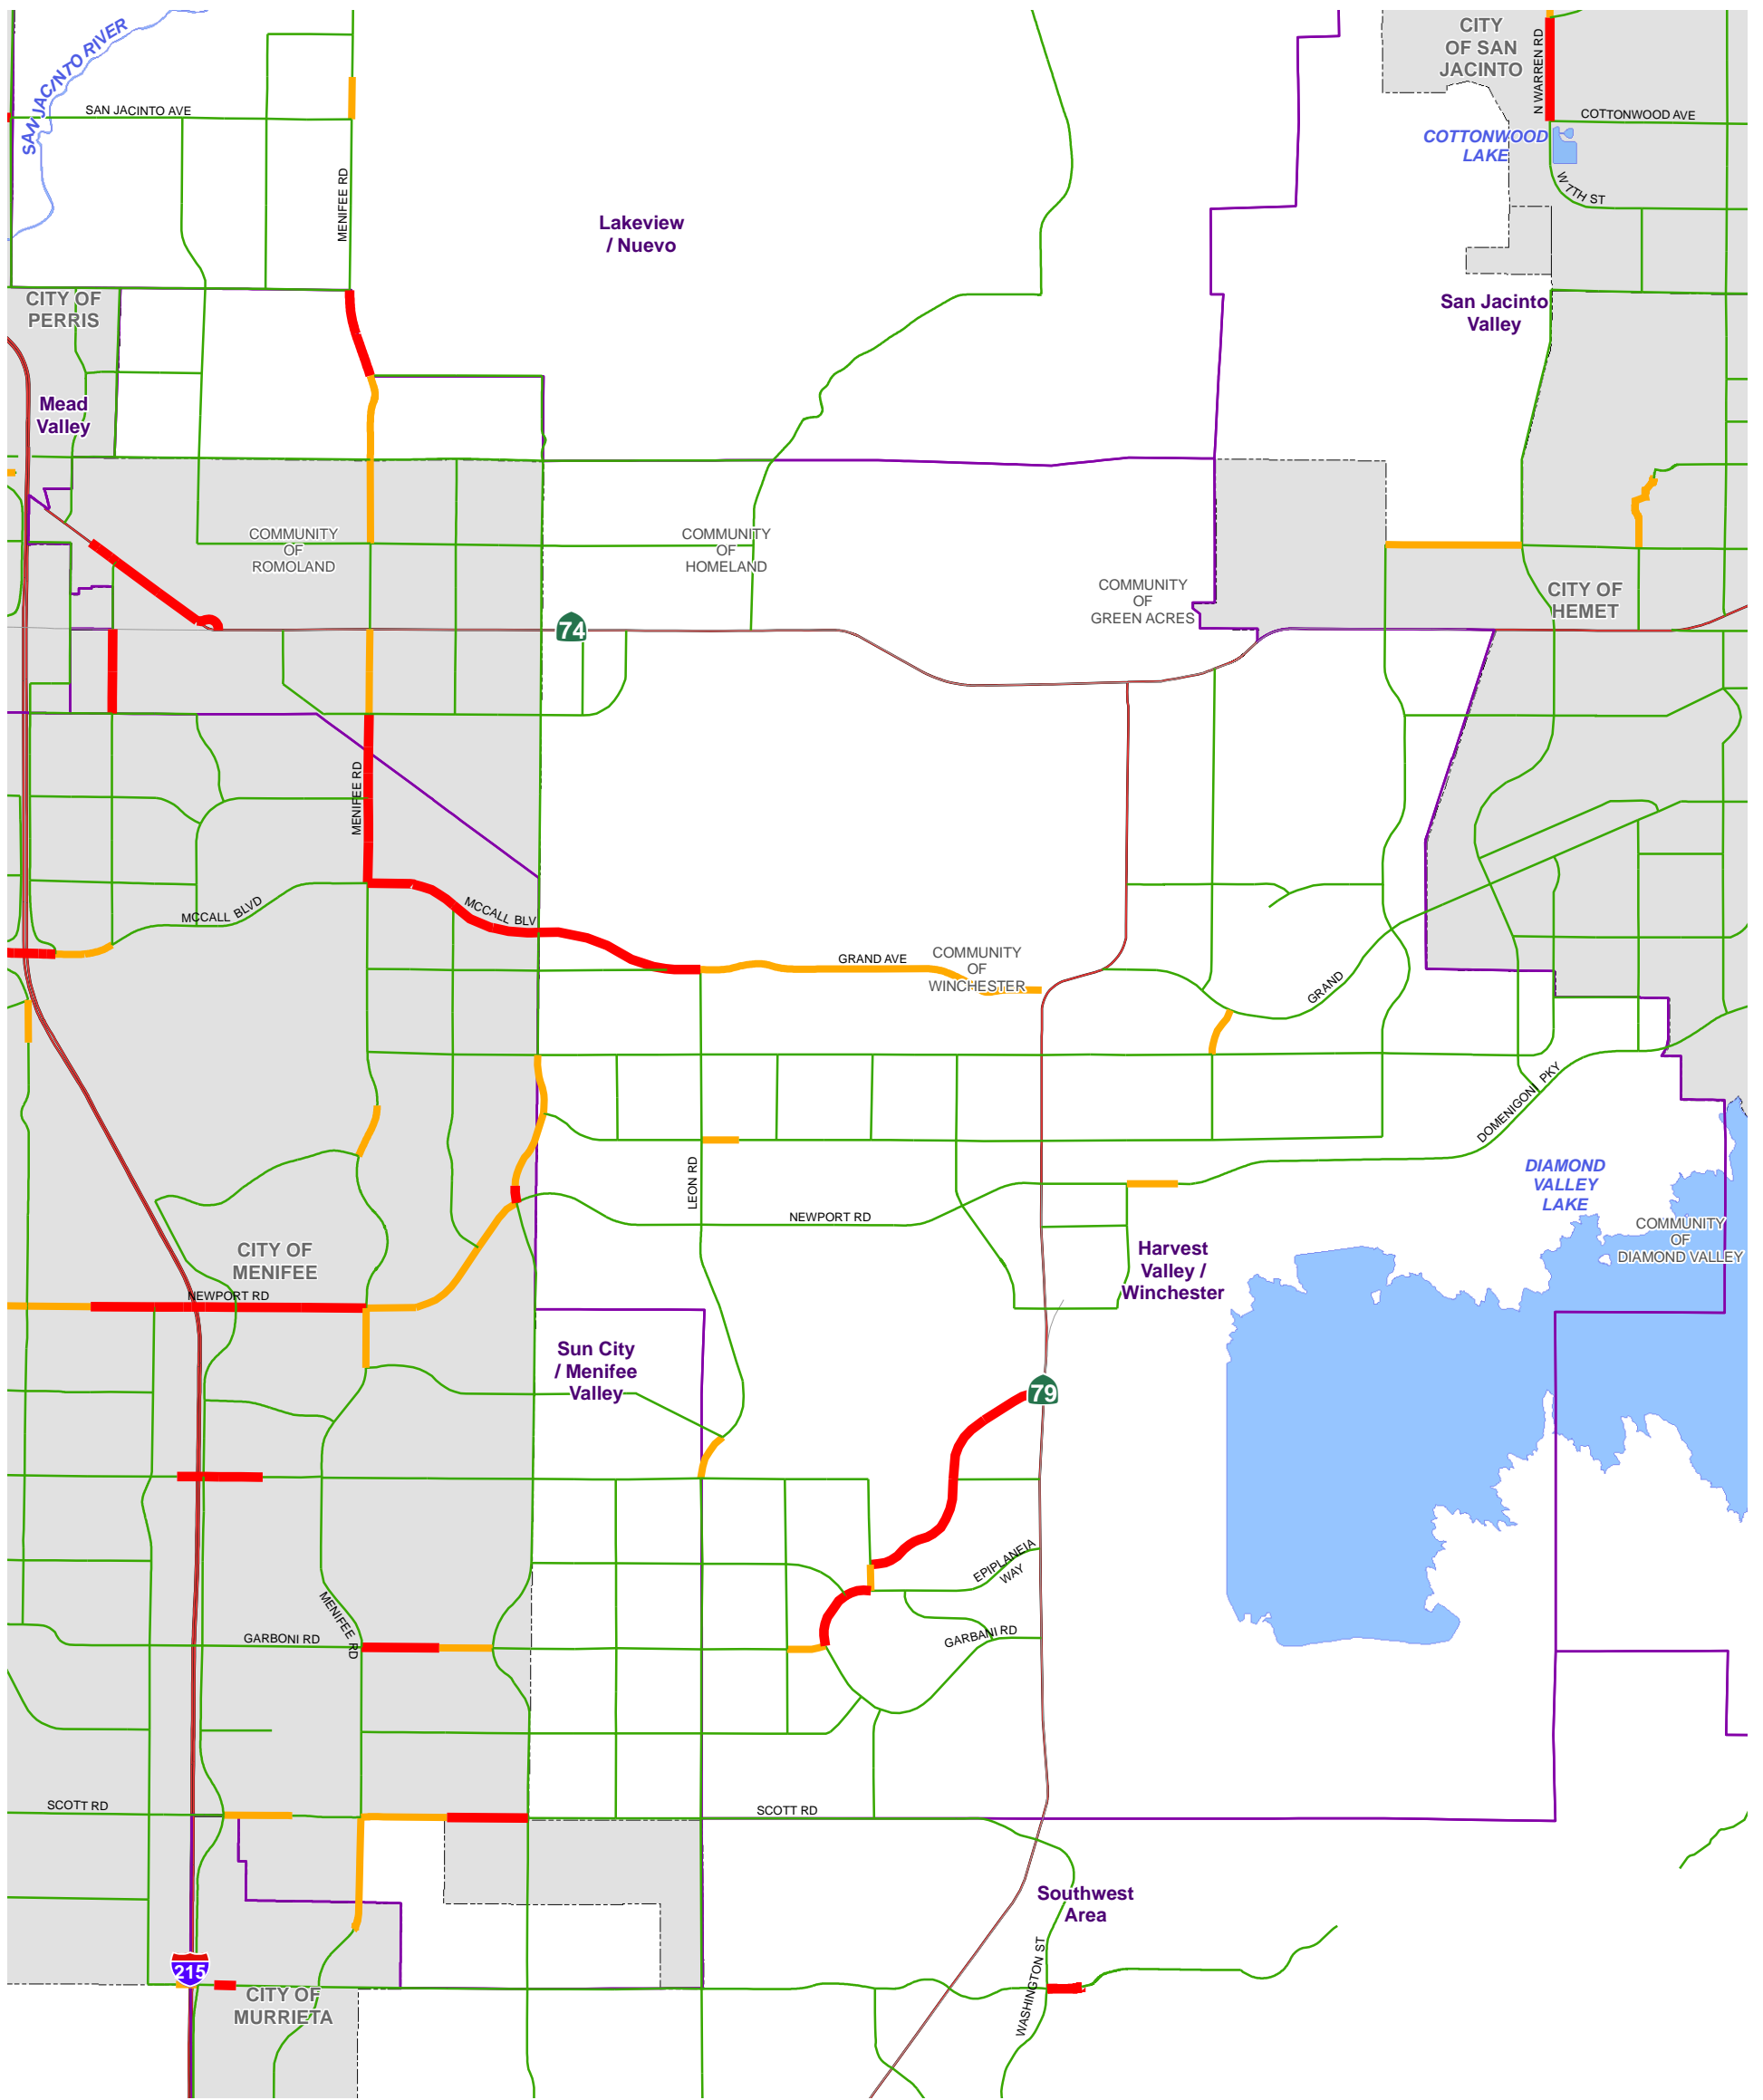 SAN JACINTO RIVER
CITY
OF SAN
JACINTO
N WARREN RD
SAN JACINTO AVE
COTTONWOOD AVE
COTTONWOOD
LAKE
W 7TH ST
MENIFEE RD
Lakeview
/ Nuevo
CITY OF
PERRIS
San Jacinto
Valley
Mead
Valley
COMMUNITY
OF
ROMOLAND
COMMUNITY
OF
HOMELAND
COMMUNITY
OF
GREEN ACRES
CITY OF
HEMET
74
MENIFEE RD
MCCALL BLVD
MCCALL BLV
GRAND AVE
COMMUNITY
OF
WINCHESTER
GRAND
DOMENIGONI PKY
LEON RD
DIAMOND
VALLEY
LAKE
NEWPORT RD
COMMUNITY
OF
DIAMOND VALLEY
CITY OF
MENIFEE
Harvest
Valley /
Winchester
NEWPORT RD
Sun City
/ Menifee
Valley
79
EPIPLANEIA
WAY
MENIFEE
RD
GARBONI RD
GARBANI RD
SCOTT RD
SCOTT RD
Southwest
Area
WASHINGTON ST
215
CITY OF
MURRIETA